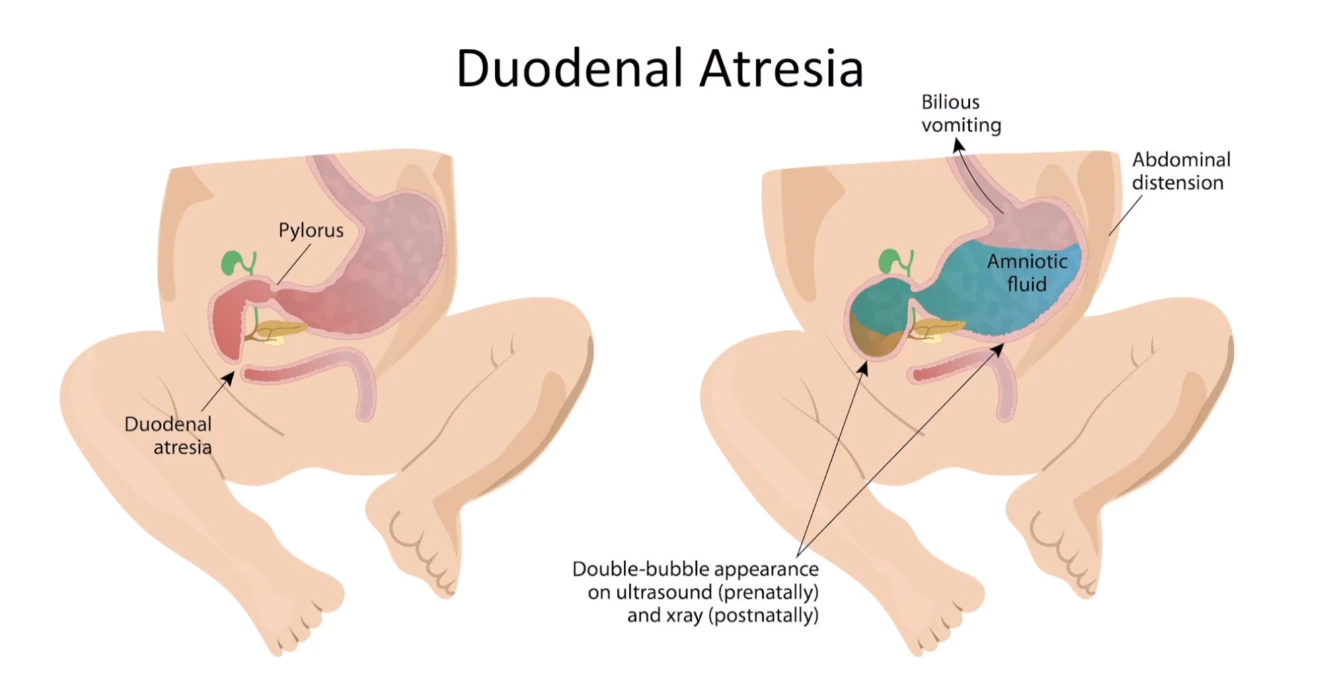 Duodenal Atresia
Bilious
vomiting
Abdominal
distension
Pylorus
Amniotic
fluid
Duodenal
atresia
Double-bubble appearance
on ultrasound (prenatally)
and xray (postnatally)